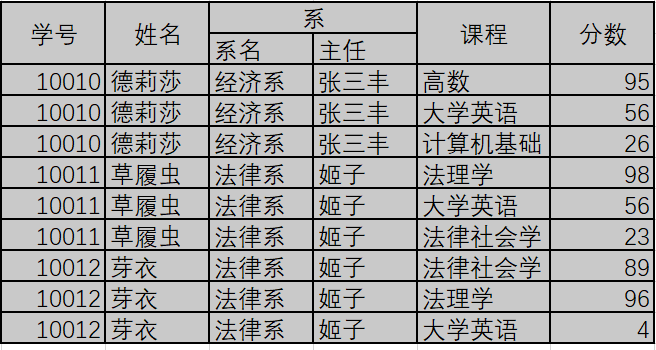 学号 姓名 系 课程 分数
系名 主任
10010 德莉莎 经济系 张三丰 高数 95
10010 德莉莎 经济系 张三丰 大学英语 56
10010 德莉莎 经济系 张三丰 计算机基础 26
10011 草履虫 法律系 姬子 法理学 98
10011 草履虫 法律系 姬子 大学英语 56
10011 草履虫 法律系 姬子 法律社会学 23
10012 芽衣 法律系 姬子 法律社会学 89
10012 芽衣 法律系 姬子 法理学 96
10012 芽衣 法律系 姬子 大学英语 4